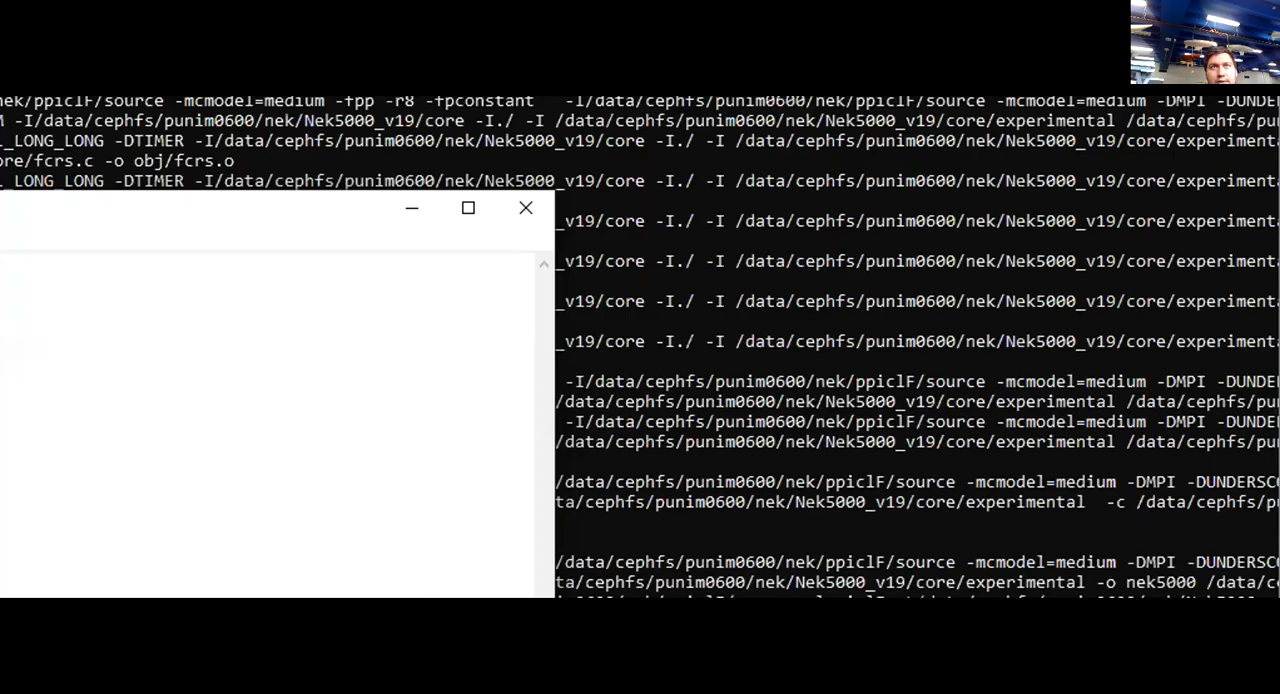 nek/ppiclF/source -mcmodel=medium -fpp -r8 -fpconstant   -I/data/cephfs/punim0600/nek/ppiclF/source -mcmodel=medium -DMPI -DUNDE
-I/data/cephfs/punim0600/nek/Nek5000_v19/core -I./ -I /data/cephfs/punim0600/nek/Nek5000_v19/core/experimental /data/cephfs/pu
_LONG_LONG -DTIMER -I/data/cephfs/punim0600/nek/Nek5000_v19/core -I./ -I /data/cephfs/punim0600/nek/Nek5000_v19/core/experiment
ore/fcrs.c -o obj/fcrs.o
_LONG_LONG -DTIMER -I/data/cephfs/punim0600/nek/Nek5000_v19/core -I./ -I /data/cephfs/punim0600/nek/Nek5000_v19/core/experiment
_v19/core -I./ -I /data/cephfs/punim0600/nek/Nek5000_v19/core/experiment
_v19/core -I./ -I /data/cephfs/punim0600/nek/Nek5000_v19/core/experiment
_v19/core -I./ -I /data/cephfs/punim0600/nek/Nek5000_v19/core/experiment
_v19/core -I./ -I /data/cephfs/punim0600/nek/Nek5000_v19/core/experiment
-I/data/cephfs/punim0600/nek/ppiclF/source -mcmodel=medium -DMPI -DUNDE
/data/cephfs/punim0600/nek/Nek5000_v19/core/experimental /data/cephfs/pu
-I/data/cephfs/punim0600/nek/ppiclF/source -mcmodel=medium -DMPI -DUNDE
/data/cephfs/punim0600/nek/Nek5000_v19/core/experimental /data/cephfs/pu
/data/cephfs/punim0600/nek/ppiclF/source -mcmodel=medium -DMPI -DUNDERSC
ta/cephfs/punim0600/nek/Nek5000_v19/core/experimental  -c /data/cephfs/p
/data/cephfs/punim0600/nek/ppiclF/source -mcmodel=medium -DMPI -DUNDERSC
ta/cephfs/punim0600/nek/Nek5000_v19/core/experimental -o nek5000 /data/c